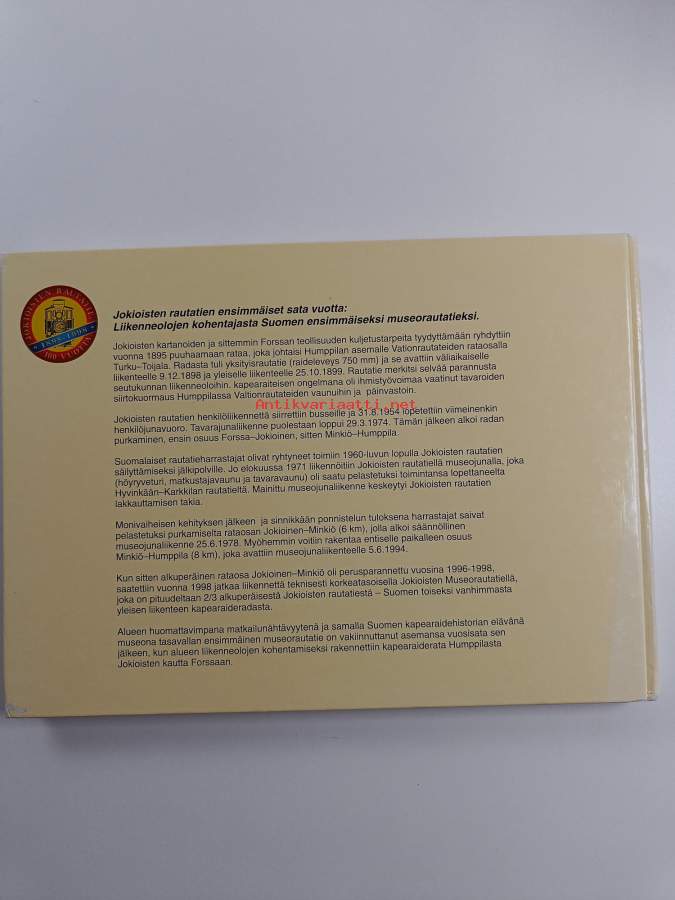 JOKIOISTEN RAUTATIE
1898-1998
100 VUOTTA
Jokioisten rautatien ensimmäiset sata vuotta:
Liikenneolojen kohentajasta Suomen ensimmäiseksi museorautatieksi.
Jokioisten kartanoiden ja sittemmin Forssan teollisuuden kuljetustarpeita tyydyttämään ryhdyttiin
vuonna 1895 puuhaamaan rataa, joka johtaisi Humppilan asemalle Vationrautateiden rataosalla
Turku–Toijala. Radasta tuli yksityisrautatie (raideleveys 750 mm) ja se avattiin väliaikaiselle
liikenteelle 9.12.1898 ja yleiselle liikenteelle 25.10.1899. Rautatie merkitsi selvää parannusta
seutukunnan liikenneoloihin. kapearaiteisen ongelmana oli ihmistyövoimaa vaatinut tavaroiden
siirtokuormaus Humppilassa Valtionrautateiden vaunuihin ja päinvastoin.
Antikvariaatti.net
Jokioisten rautatien henkilöliikennettä siirrettiin busseille ja 31.8.1954 lopetettiin viimeinenkin
henkilöjunavuoro. Tavarajunaliikenne puolestaan loppui 29.3.1974. Tämän jälkeen alkoi radan
purkaminen, ensin osuus Forssa–Jokioinen, sitten Minkiö–Humppila.
Suomalaiset rautatieharrastajat olivat ryhtyneet toimiin 1960-luvun lopulla Jokioisten rautatien
säilyttämiseksi jälkipolville. Jo elokuussa 1971 liikennöitiin Jokioisten rautatiellä museojunalla, joka
(höyryveturi, matkustajavaunu ja tavaravaunu) oli saatu pelastetuksi toimintansa lopettaneelta
Hyvinkään–Karkkilan rautatieltä. Mainittu museojunaliikenne keskeytyi Jokioisten rautatien
lakkauttamisen takia.
Monivaiheisen kehityksen jälkeen ja sinnikkään ponnistelun tuloksena harrastajat saivat
pelastetuksi purkamiselta rataosan Jokioinen–Minkiö (6 km), jolla alkoi säännöllinen
museojunaliikenne 25.6.1978. Myöhemmin voitiin rakentaa entiselle paikalleen osuus
Minkiö–Humppila (8 km), joka avattiin museojunaliikenteelle 5.6.1994.
Kun sitten alkuperäinen rataosa Jokioinen–Minkiö oli perusparannettu vuosina 1996-1998,
saatettiin vuonna 1998 jatkaa liikennettä teknisesti korkeatasoisella Jokioisten Museorautatiellä,
joka on pituudeltaan 2/3 alkuperäisestä Jokioisten rautatiestä – Suomen toiseksi vanhimmasta
yleisen liikenteen kapearaideradasta.
Alueen huomattavimpana matkailunähtävyytenä ja samalla Suomen kapearaidehistorian elävänä
museona tasavallan ensimmäinen museorautatie on vakiinnuttanut asemansa vuosisata sen
jälkeen, kun alueen liikenneolojen kohentamiseksi rakennettiin kapearaiderata Humppilasta
Jokioisten kautta Forssaan.